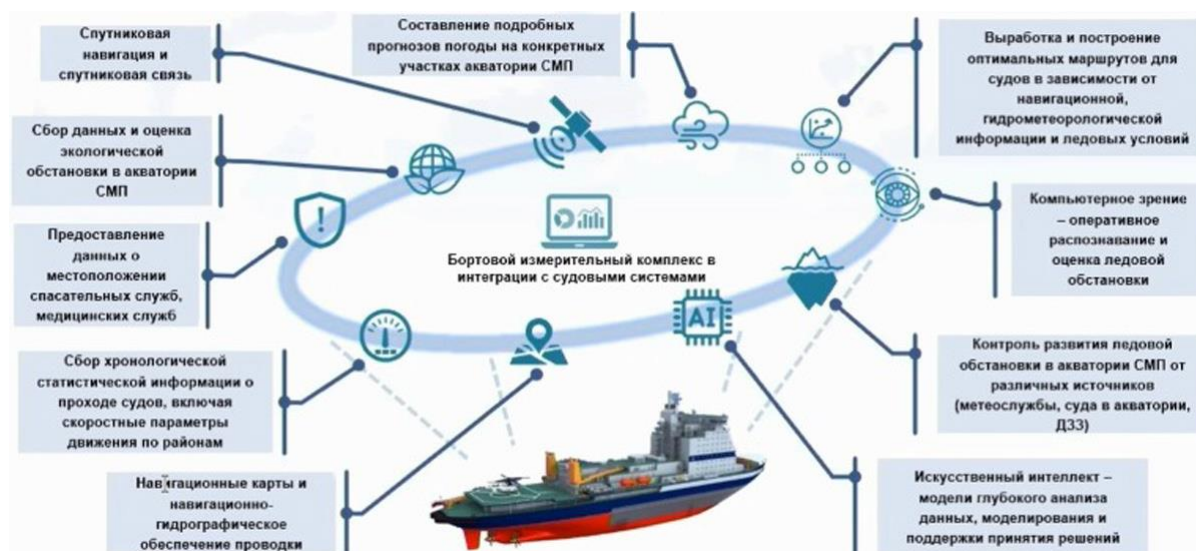 Спутниковая
навигация и
спутниковая связь
Составление подробных
прогнозов погоды на конкретных
участках акватории СМП
Выработка и построение
оптимальных маршрутов для
судов в зависимости от
навигационной,
гидрометеорологической
информации и ледовых условий
Сбор данных и оценка
экологической
обстановки в акватории
СМП
Компьютерное зрение
– оперативное
распознавание и
оценка ледовой
обстановки
Предоставление
данных о
местоположении
спасательных служб,
медицинских служб
Бортовой измерительный комплекс в
интеграции с судовыми системами
AI
Сбор хронологической
статистической информации о
проходе судов, включая
скоростные параметры
движения по районам
Контроль развития ледовой
обстановки в акватории СМП от
различных источников
(метеослужбы, суда в акватории,
ДЗЗ)
Навигационные карты и
навигационно-
гидрографическое
обеспечение проводки
Искусственный интеллект –
модели глубокого анализа
данных, моделирования и
поддержки принятия решений